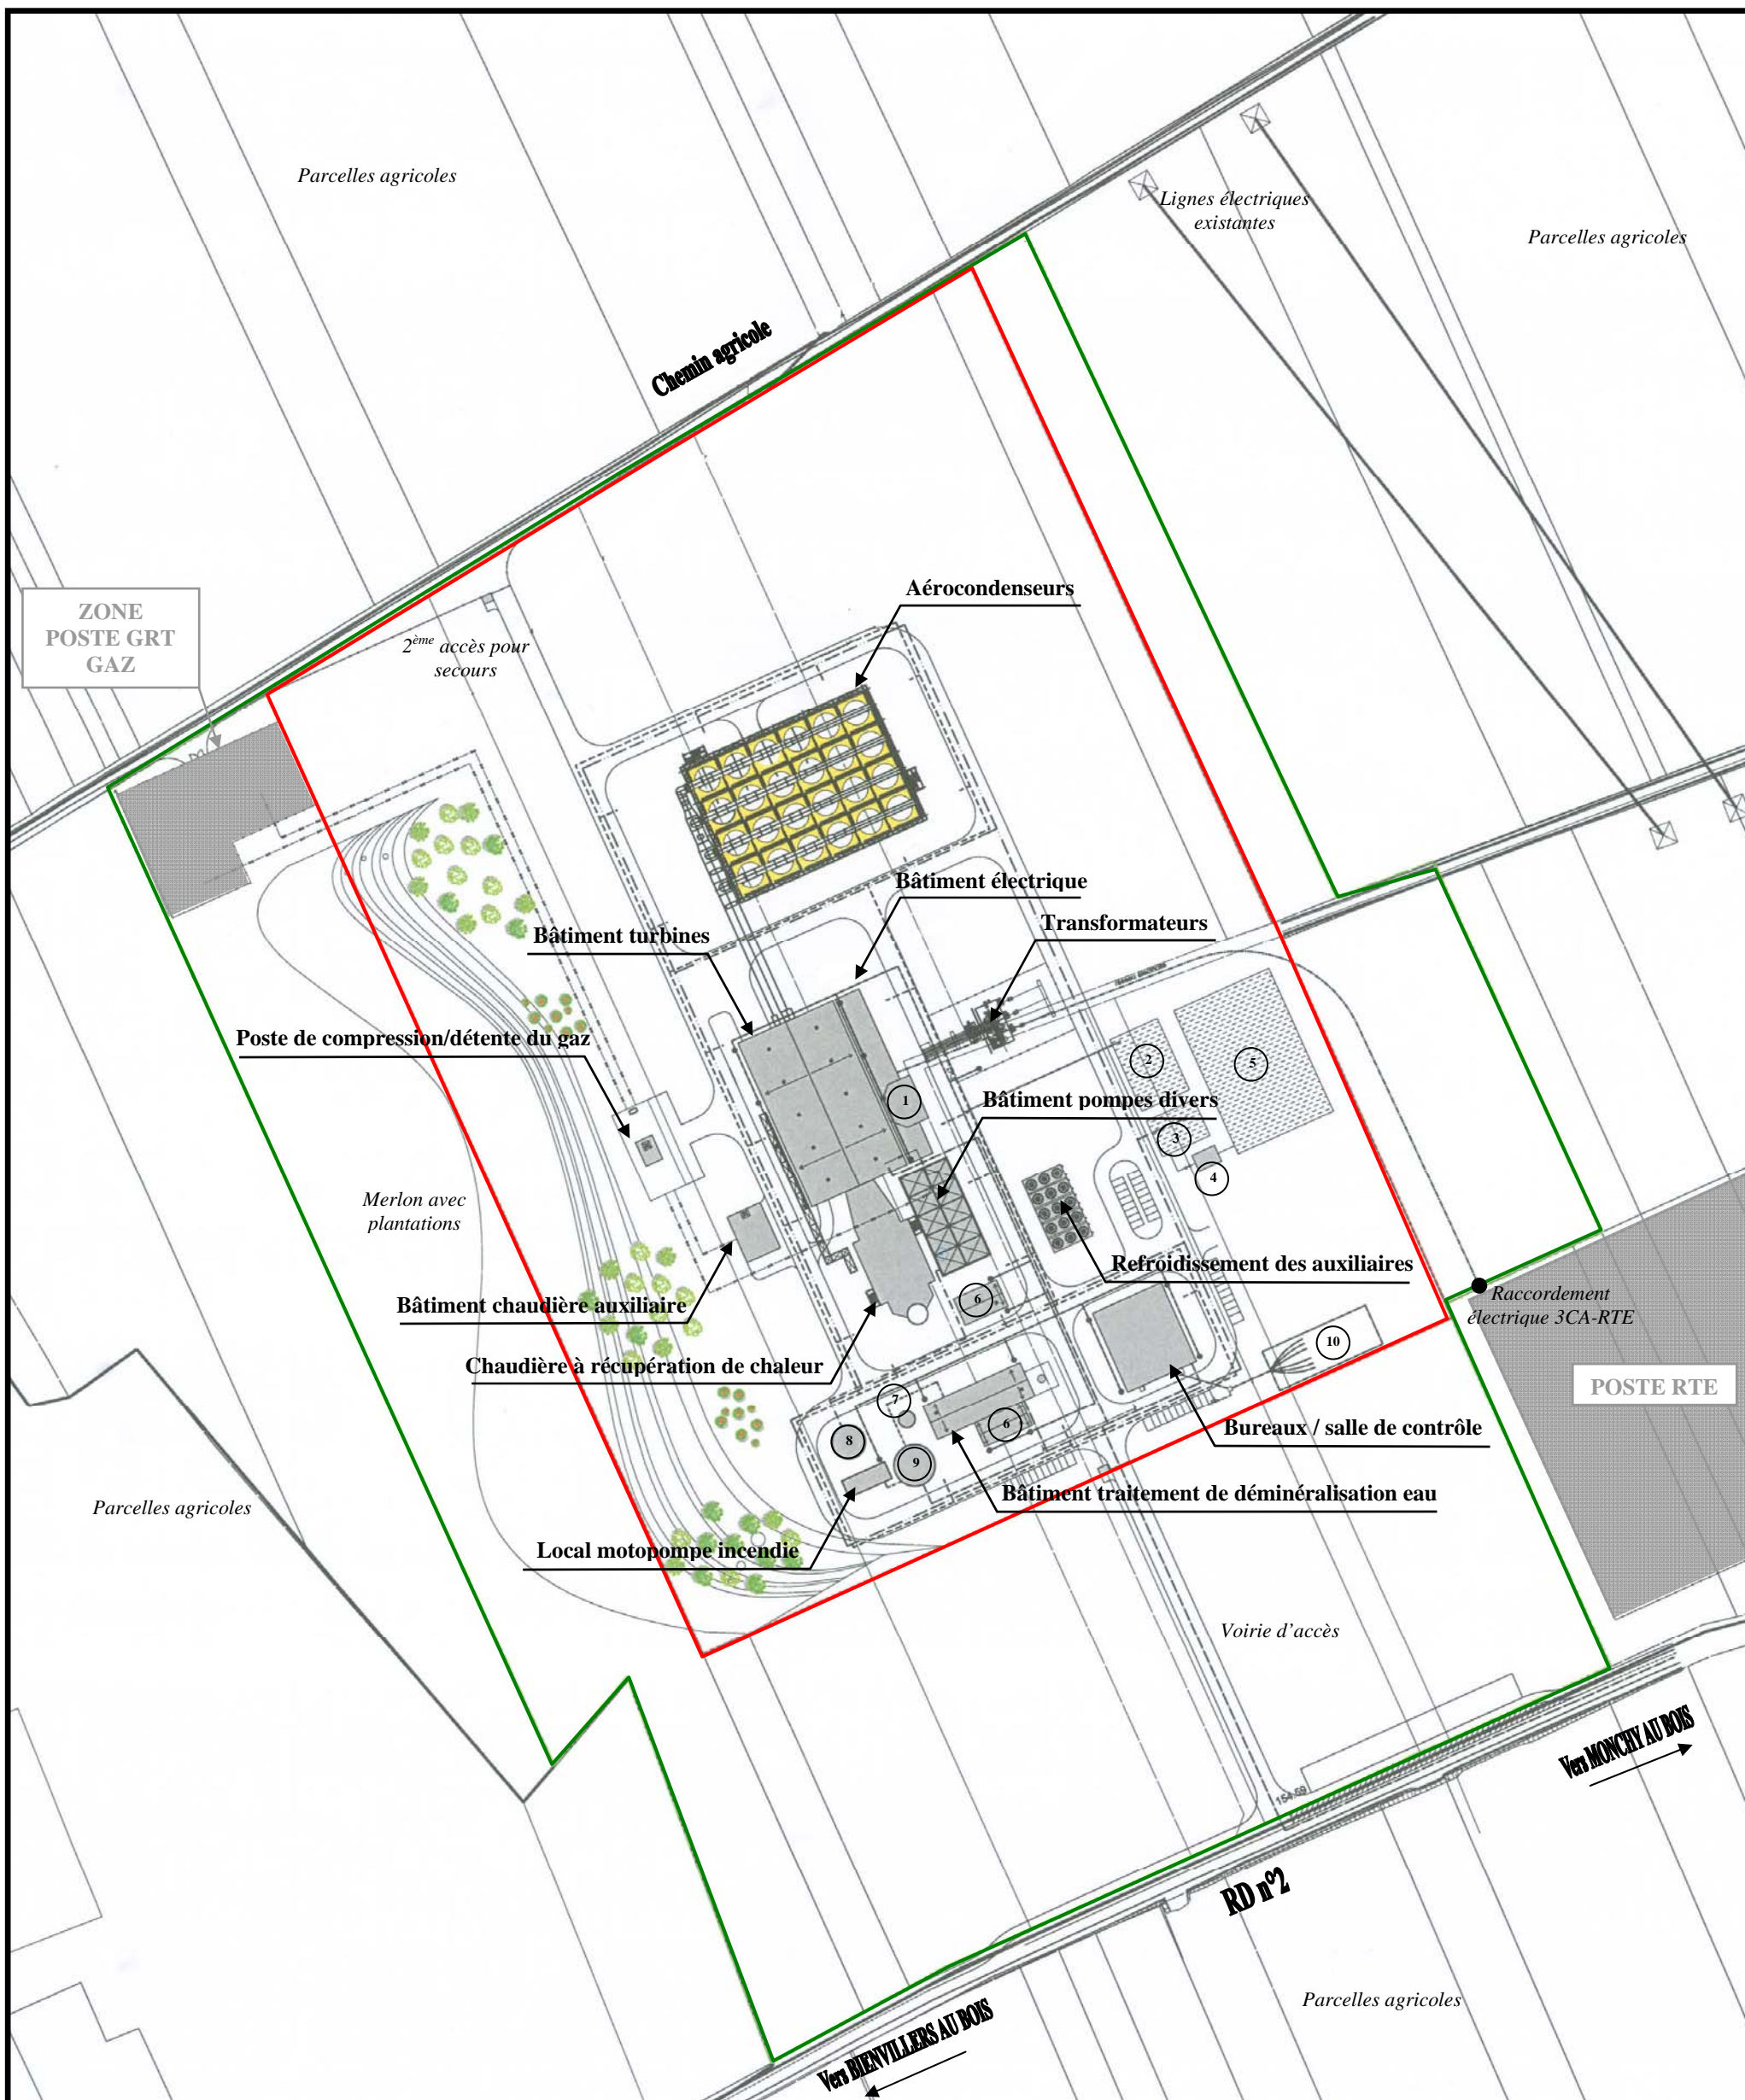 Parcelles agricoles
Lignes électriques
existantes
Parcelles agricoles
Chemin agricole
ZONE
POSTE GRT
GAZ
2ème accès pour
secours
Aérocondenseurs
Bâtiment électrique
Bâtiment turbines
Transformateurs
Poste de compression/détente du gaz
2
5
1
Bâtiment pompes divers
3
4
Merlon avec
plantations
Refroidissement des auxiliaires
Bâtiment chaudière auxiliaire
6
Raccordement
électrique 3CA-RTE
10
Chaudière à récupération de chaleur
POSTE RTE
7
6
8
Bureaux / salle de contrôle
9
Bâtiment traitement de déminéralisation eau
Parcelles agricoles
Local motopompe incendie
Voirie d'accès
Vers MONCHY AU BOIS
154.59
RD n°2
Parcelles agricoles
Vers BIENVILLERS AU BOIS